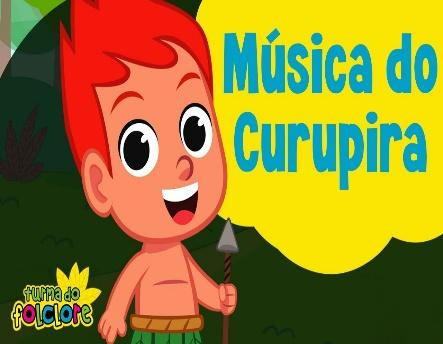 Música do
Curupira
turma do
folclore